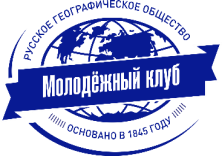 РУССКОЕ ГЕОГРАФИЧЕСКОЕ ОБЩЕСТВО
Молодёжный клуб
ОСНОВАНО В 1845 ГОДУ